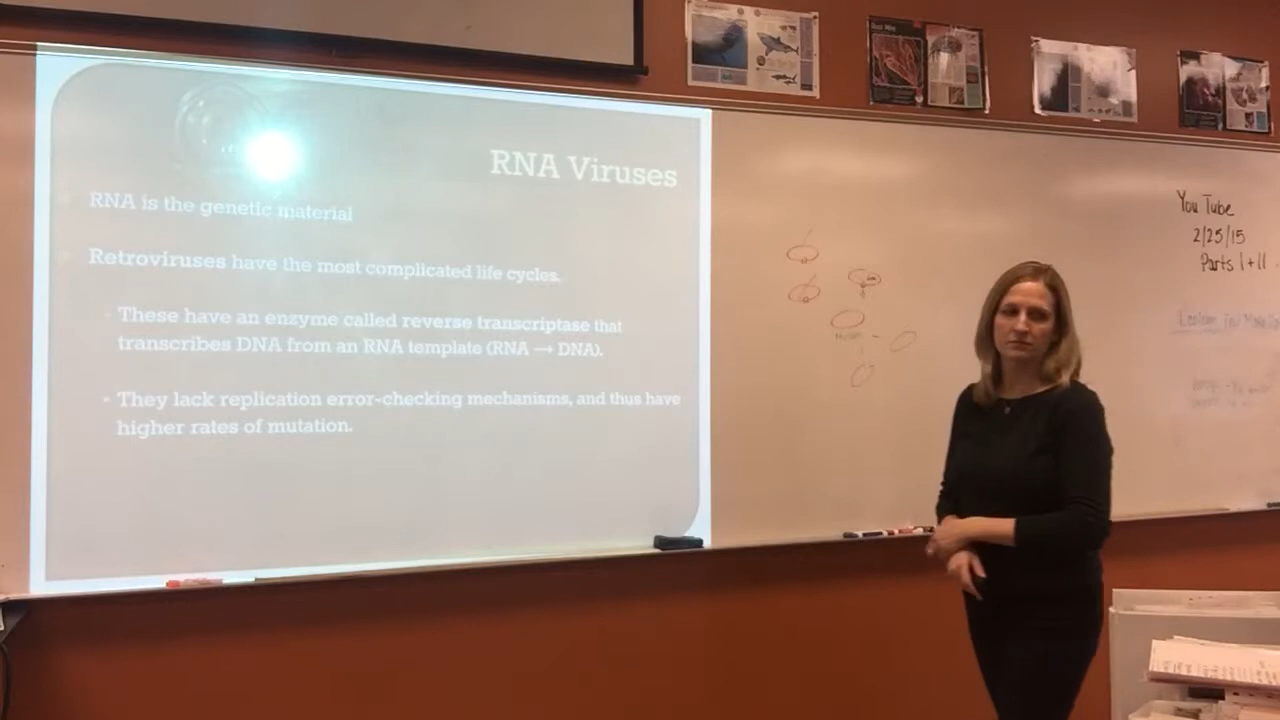 RNA Viruses
RNA is the genetic material
Retroviruses have the most complicated life cycles.
These have an enzyme called reverse transcriptase that
transcribes DNA from an RNA template (RNA → DNA).
• They lack replication error-checking mechanisms, and thus have
higher rates of mutation.
You Tube
2/25/15
Parts I + II